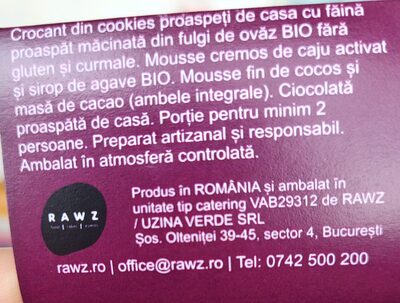 Crocant din cookies proaspeți de casa cu făină
proaspăt măcinată din fulgi de ovăz BIO fără
gluten și curmale. Mousse cremos de caju activat
și sirop de agave BIO. Mousse fin de cocos și
masă de cacao (ambele integrale). Ciocolată
proaspătă de casă. Porție pentru minim 2
persoane. Preparat artizanal și responsabil.
Ambalat în atmosferă controlată.
RAWZ
Produs în ROMÂNIA și ambalat în
unitate tip catering VAB29312 de RAWZ
/ UZINA VERDE SRL
Șos. Olteniței 39-45, sector 4, București
rawz.ro | office@rawz.ro | Tel: 0742 500 200